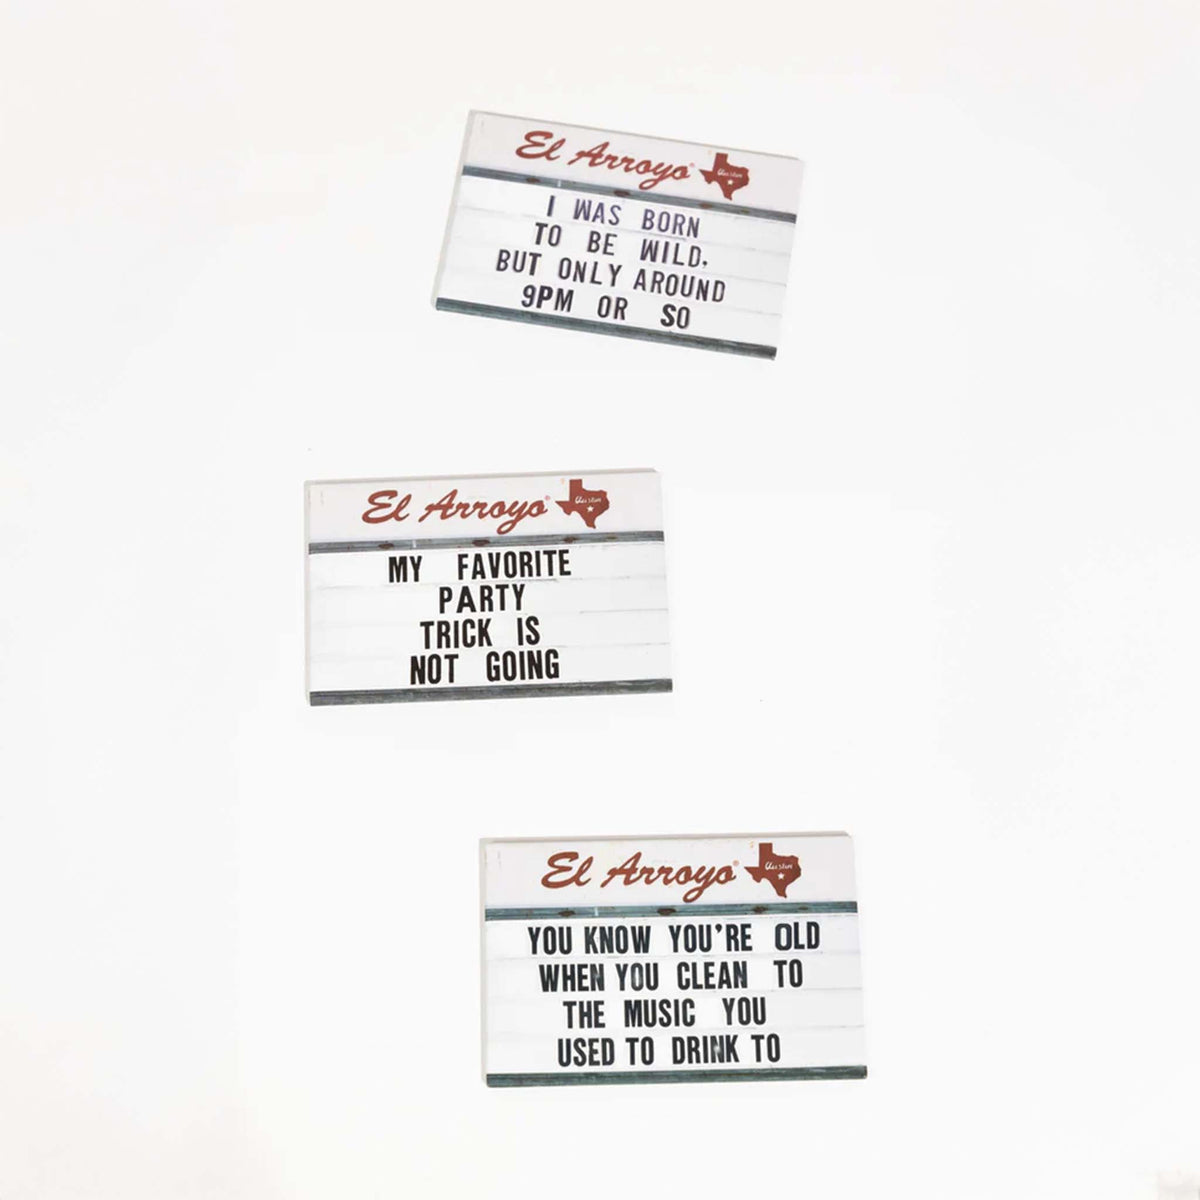 El Arroyo
I WAS BORN
TO BE WILD,
BUT ONLY AROUND
9PM OR SO
El Arroyo
Austin
MY FAVORITE
PARTY
TRICK IS
NOT GOING
El Arroyo
Austin
YOU KNOW YOU'RE OLD
WHEN YOU CLEAN TO
THE MUSIC YOU
USED TO DRINK TO